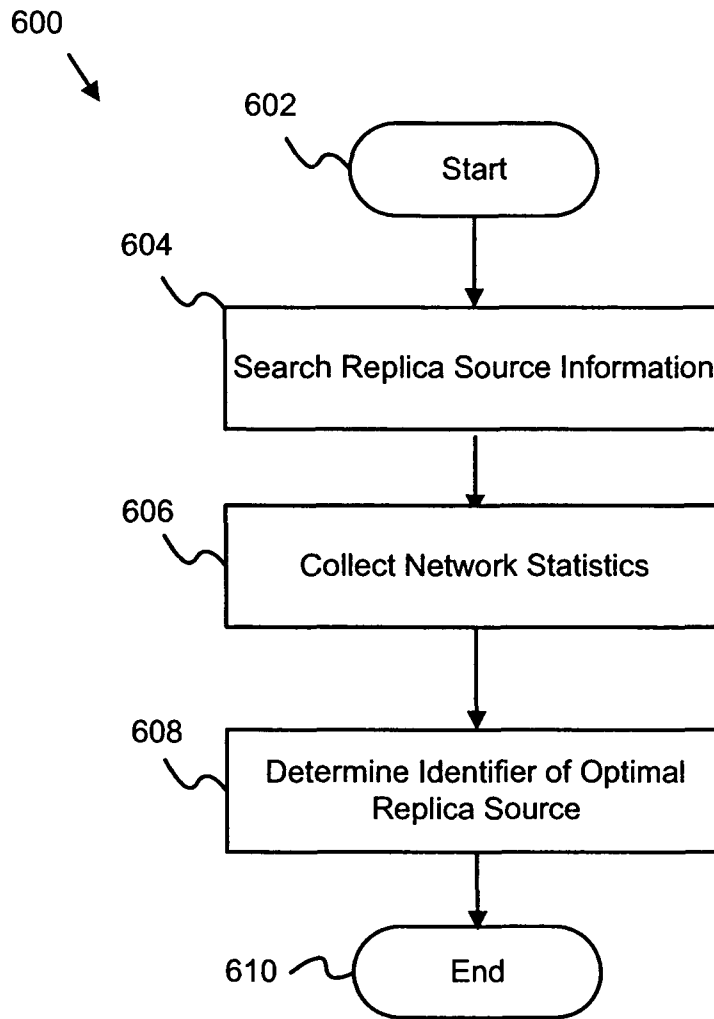 600
602
Start
604
Search Replica Source Information
606
Collect Network Statistics
608
Determine Identifier of Optimal
Replica Source
610
End